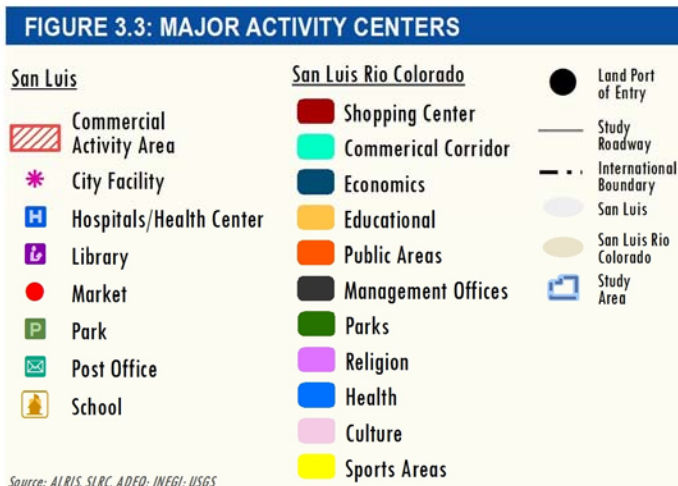 FIGURE 3.3: MAJOR ACTIVITY CENTERS
San Luis
Commercial
Activity Area
City Facility
H
Hospitals/Health Center
Library
Market
P
Park
Post Office
School
San Luis Rio Colorado
Shopping Center
Commerical Corridor
Economics
Educational
Public Areas
Management Offices
Parks
Religion
Health
Culture
Sports Areas
Land Port
of Entry
Study
Roadway
International
Boundary
San Luis
San Luis Rio
Colorado
Study
Area
Source: ALRIS, SLRC, ADEQ; INEGI; USGS